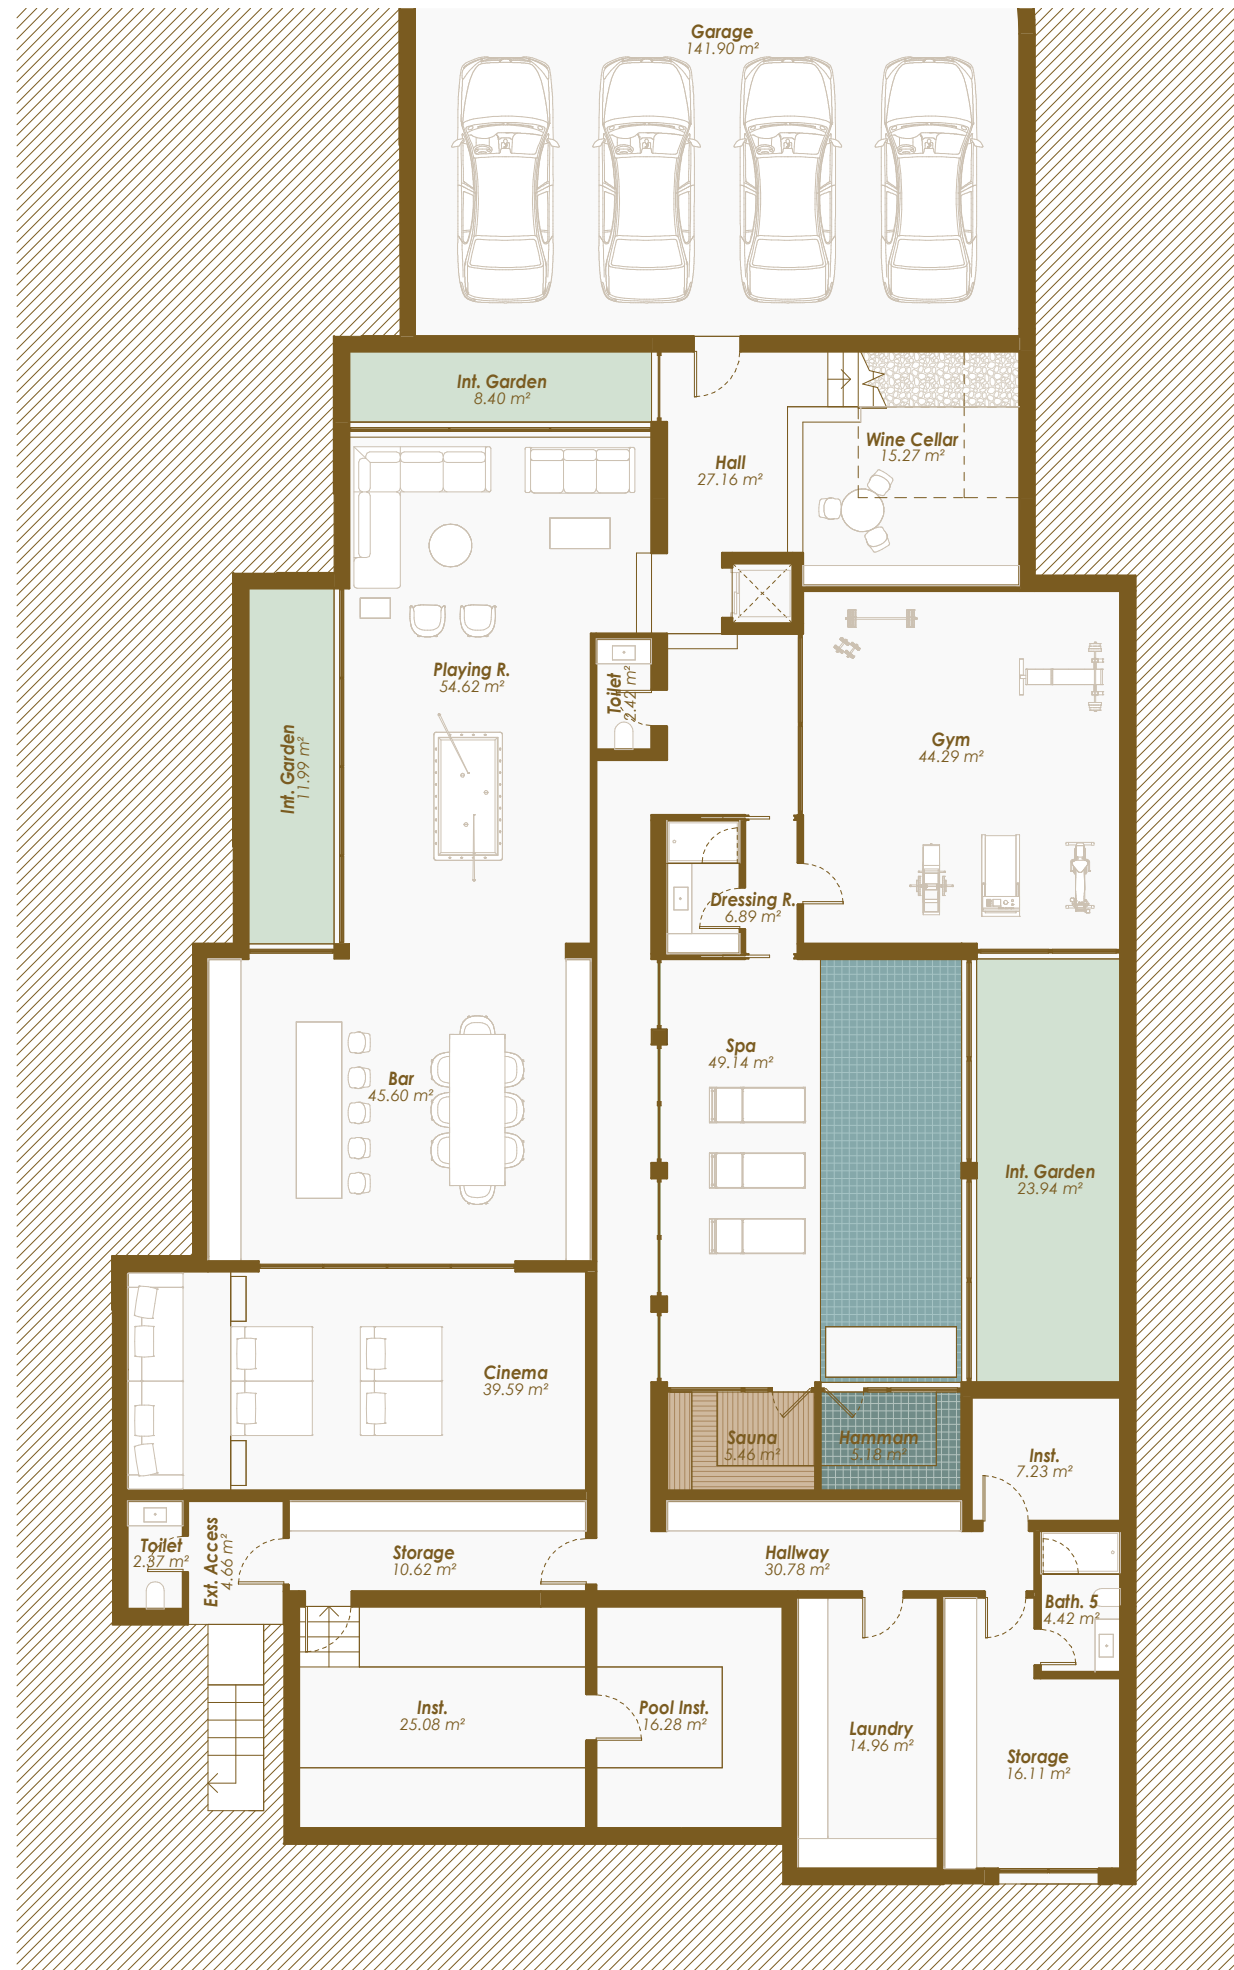 Garage
141.90 m²
Int. Garden
8.40 m²
Wine Cellar
15.27 m²
Hall
27.16 m²
Playing R.
54.62 m²
Toilet
2.42 m²
Int. Garden
11.99 m²
Gym
44.29 m²
Dressing R.
6.89 m²
Spa
49.14 m²
Bar
45.60 m²
Int. Garden
23.94 m²
Cinema
39.59 m²
Sauna
5.46 m²
Hammam
5.18 m²
Inst.
7.23 m²
Toilet
2.37 m²
Ext. Access
4.66 m²
Storage
10.62 m²
Hallway
30.78 m²
Bath. 5
4.42 m²
Inst.
25.08 m²
Pool Inst.
16.28 m²
Laundry
14.96 m²
Storage
16.11 m²